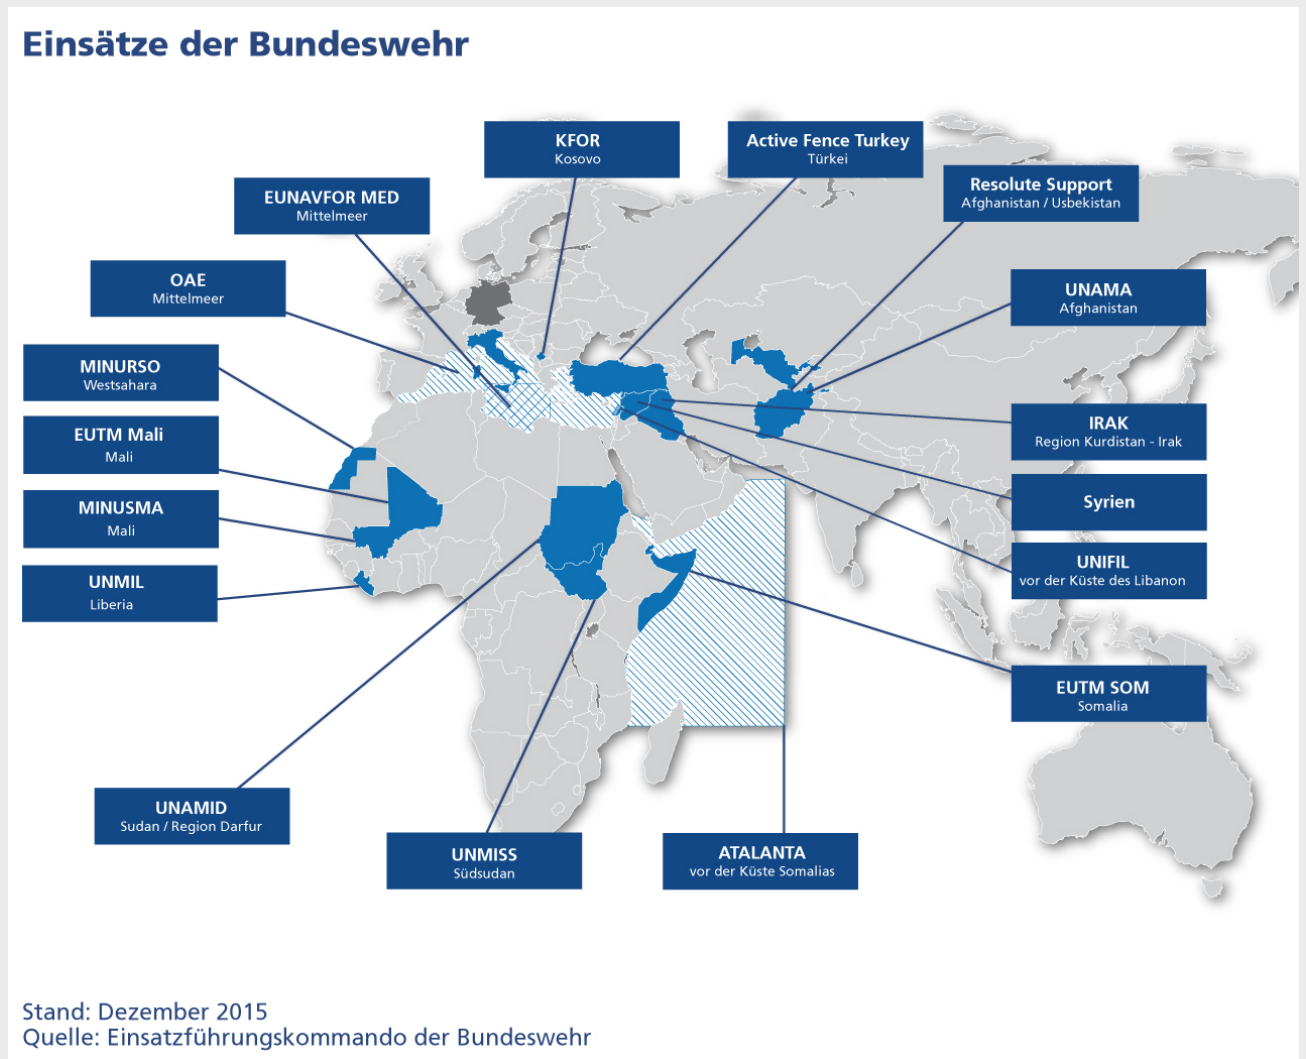 Einsätze der Bundeswehr
KFOR
Kosovo
Active Fence Turkey
Türkei
Resolute Support
Afghanistan / Usbekistan
EUNAVFOR MED
Mittelmeer
OAE
Mittelmeer
UNAMA
Afghanistan
MINURSO
Westsahara
IRAK
Region Kurdistan - Irak
EUTM Mali
Mali
Syrien
MINUSMA
Mali
UNIFIL
vor der Küste des Libanon
UNMIL
Liberia
EUTM SOM
Somalia
UNAMID
Sudan / Region Darfur
UNMISS
Südsudan
ATALANTA
vor der Küste Somalias
Stand: Dezember 2015
Quelle: Einsatzführungskommando der Bundeswehr